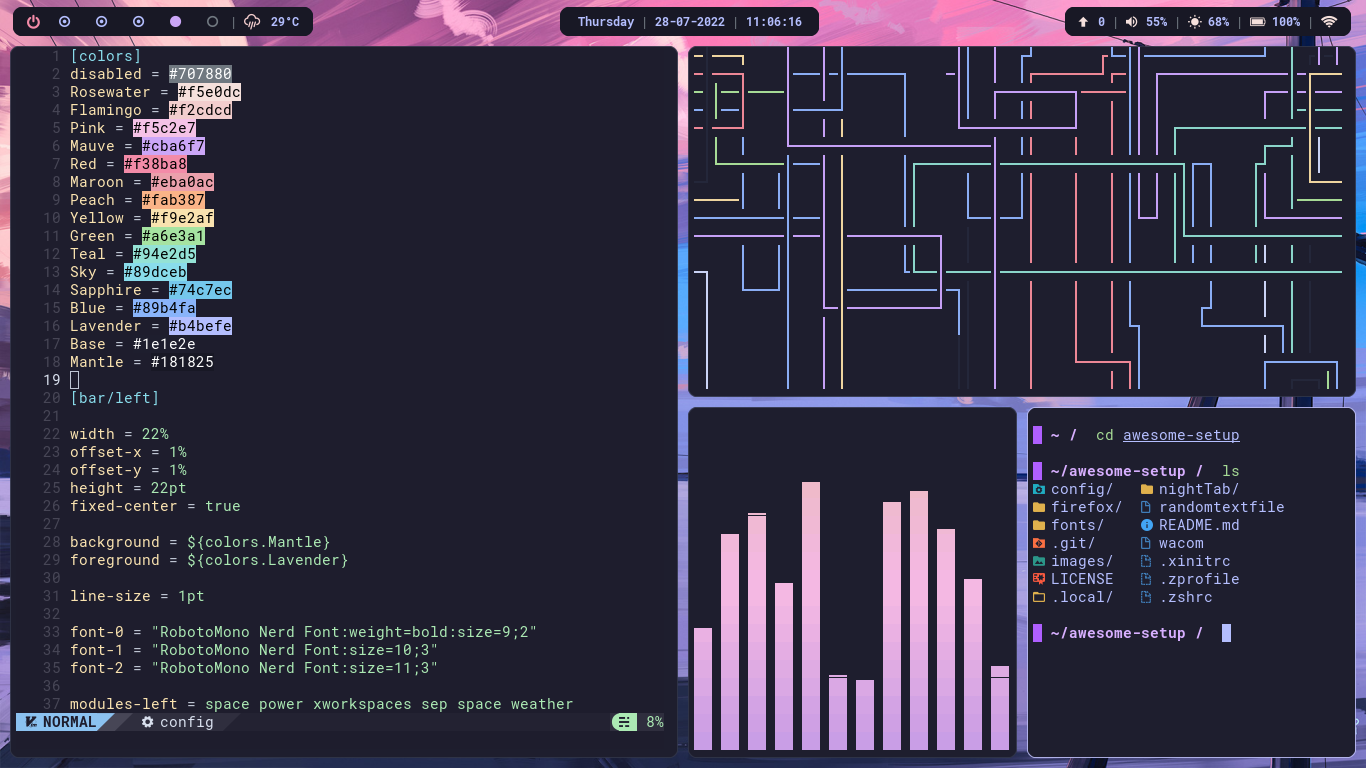 29°C
Thursday | 28-07-2022 | 11:06:16
0 | 55% | 68% | 100% |
1 [colors]
2 disabled = #707880
3 Rosewater = #f5e0dc
4 Flamingo = #f2cdcd
5 Pink = #f5c2e7
6 Mauve = #cba6f7
7 Red = #f38ba8
8 Maroon = #eba0ac
9 Peach = #fab387
10 Yellow = #f9e2af
11 Green = #a6e3a1
12 Teal = #94e2d5
13 Sky = #89dceb
14 Sapphire = #74c7ec
15 Blue = #89b4fa
16 Lavender = #b4befe
17 Base = #1e1e2e
18 Mantle = #181825
19
20 [bar/left]
21
22 width = 22%
23 offset-x = 1%
24 offset-y = 1%
25 height = 22pt
26 fixed-center = true
27
28 background = ${colors.Mantle}
29 foreground = ${colors.Lavender}
30
31 line-size = 1pt
32
33 font-0 = "RobotoMono Nerd Font:weight=bold:size=9;2"
34 font-1 = "RobotoMono Nerd Font:size=10;3"
35 font-2 = "RobotoMono Nerd Font:size=11;3"
36
37 modules-left = space power xworkspaces sep space weather
NORMAL config 8%
~ / cd awesome-setup
~/awesome-setup / ls
config/ nightTab/
firefox/ randomtextfile
fonts/ README.md
.git/ wacom
images/ .xinitrc
LICENSE .zprofile
.local/ .zshrc
~/awesome-setup /